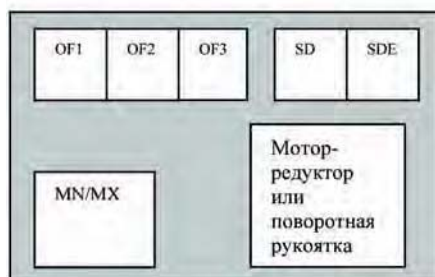 OF1 OF2 OF3 SD SDE
MN/MX
Мотор-
редуктор
или
поворотная
рукоятка